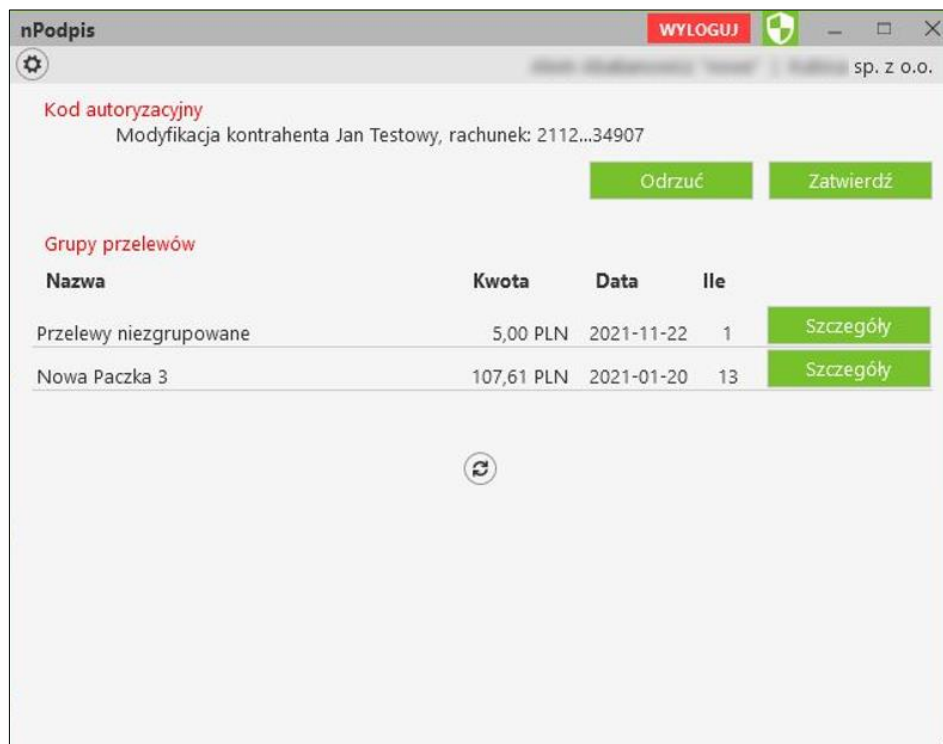 nPodpis WYLOGUJ
sp. z o.o.
Kod autoryzacyjny
Modyfikacja kontrahenta Jan Testowy, rachunek: 2112...34907
Odrzuć Zatwierdź
Grupy przelewów
Nazwa Kwota Data Ile
Przelewy niezgrupowane 5,00 PLN 2021-11-22 1 Szczegóły
Nowa Paczka 3 107,61 PLN 2021-01-20 13 Szczegóły